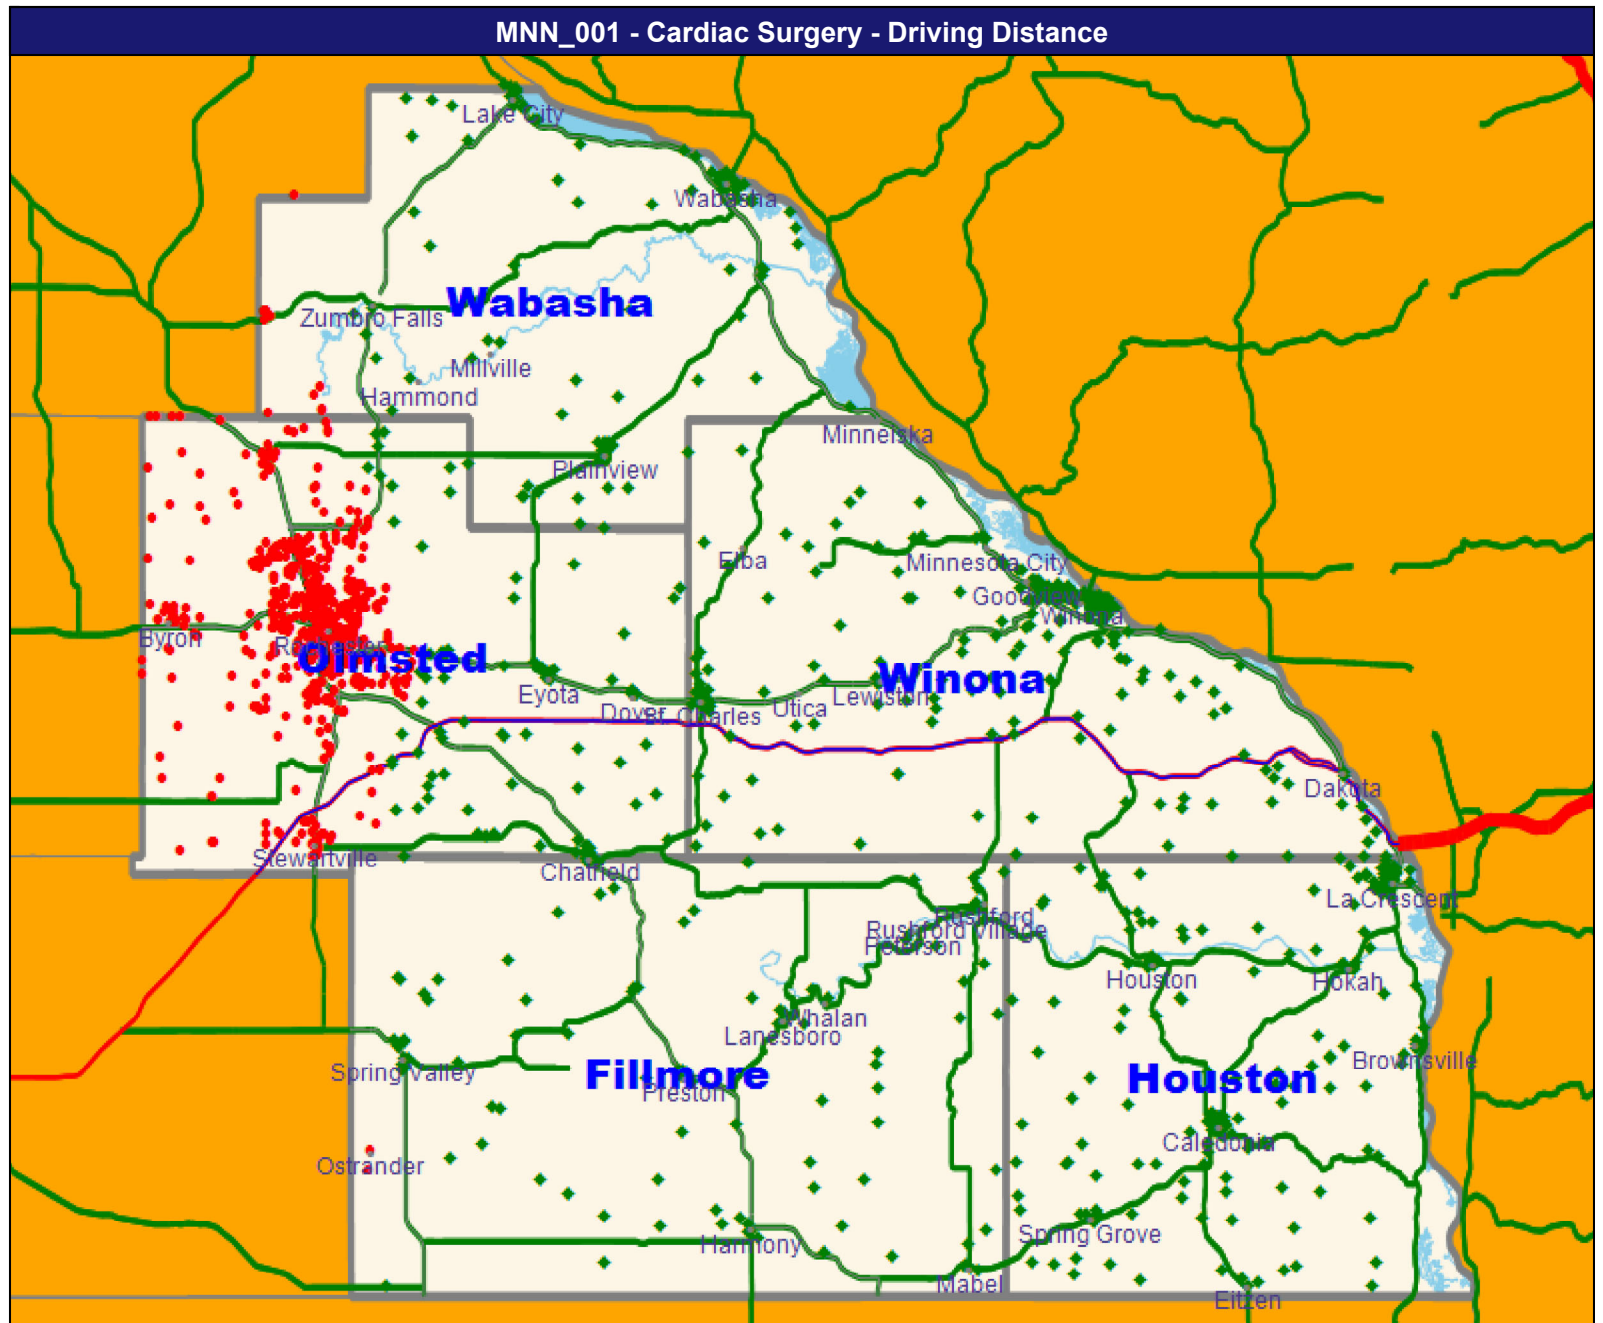 MNN_001 - Cardiac Surgery - Driving Distance
Lake City
Wabasha
Wabasha
Zumbro Falls
Millville
Hammond
Minneiska
Plainview
Elba
Minnesota City
Goodview
Winona
Byron
Rochester
Olmsted
Eyota
Dover
St. Charles
Utica
Lewiston
Winona
Dakota
Stewartville
Chatfield
La Crescent
Rushford
Rushford Village
Peterson
Houston
Hokah
Whalan
Lanesboro
Brownsville
Spring Valley
Fillmore
Preston
Houston
Caledonia
Ostrander
Spring Grove
Harmony
Mabel
Eitzen